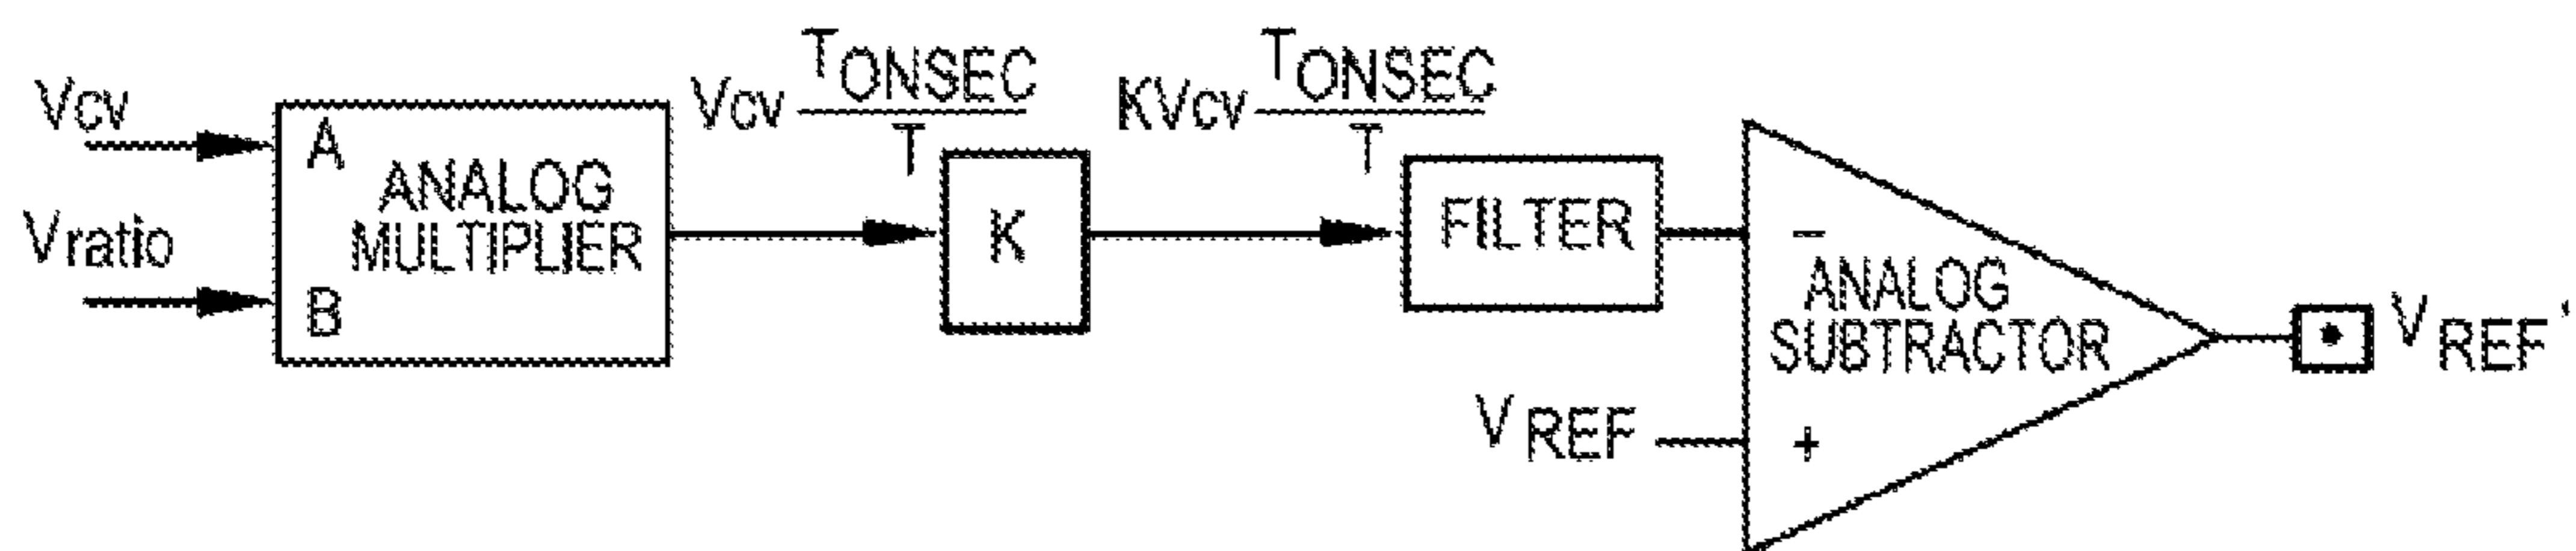 Vcv
A
ANALOG
MULTIPLIER
Vratio
B
Vcv TONSEC
T
K
KVcv TONSEC
T
FILTER
-
ANALOG
SUBTRACTOR
VREF
+
VREF'